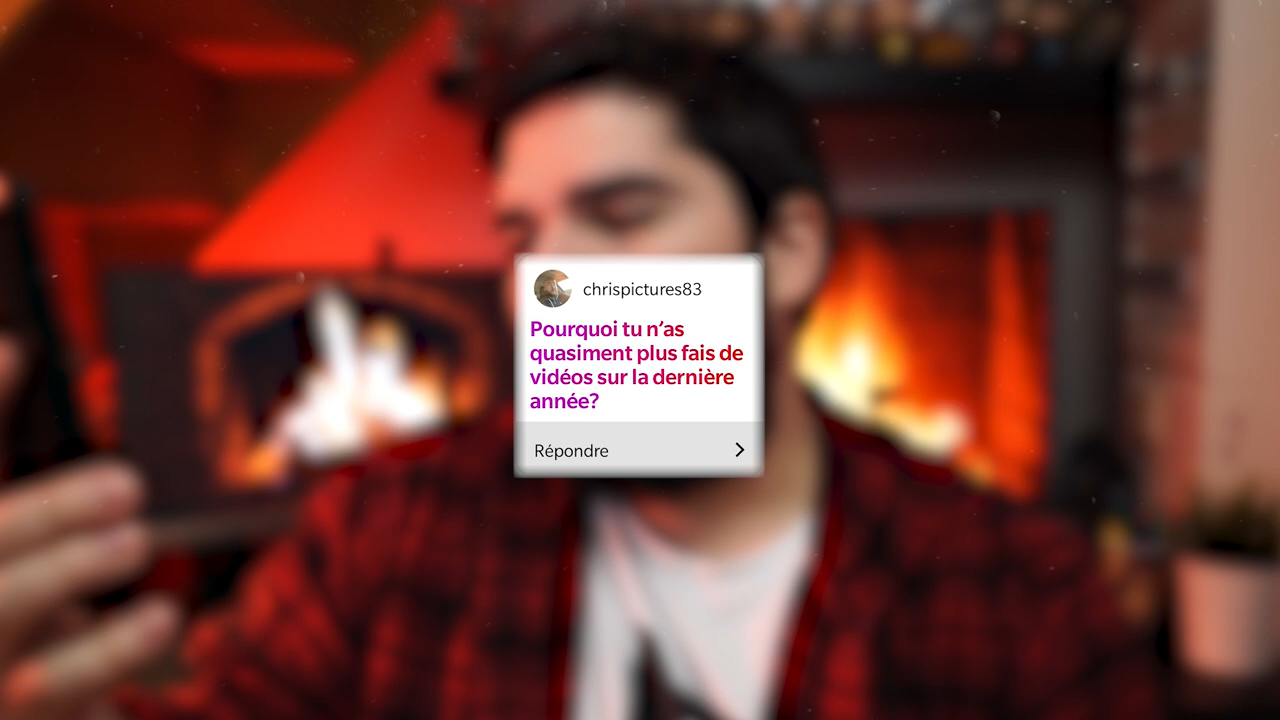 chrispictures83
Pourquoi tu n’as
quasiment plus fais de
vidéos sur la dernière
année?
Répondre